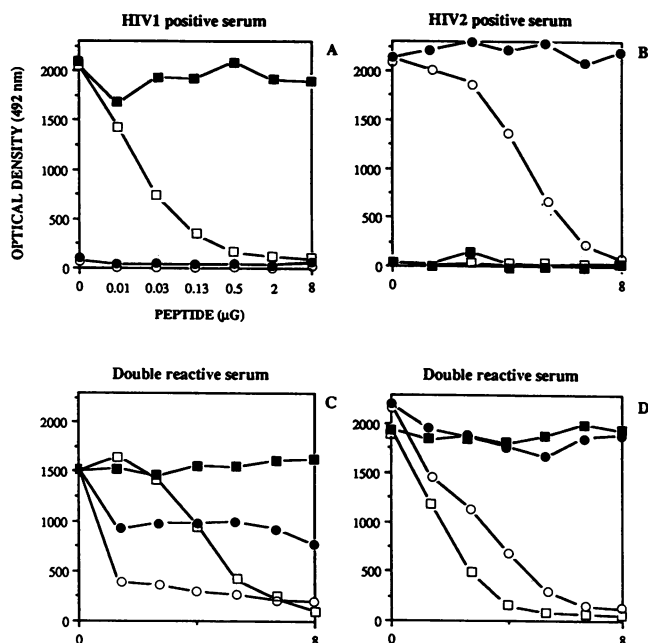 HIV1 positive serum
A
OPTICAL DENSITY (492 nm)
2000
1500
1000
500
0
0 0.01 0.03 0.13 0.5 2 8
PEPTIDE (µG)
HIV2 positive serum
B
2000
1500
1000
500
0
0 8
Double reactive serum
C
2000
1500
1000
500
0
0 8
Double reactive serum
D
2000
1500
1000
500
0
0 8